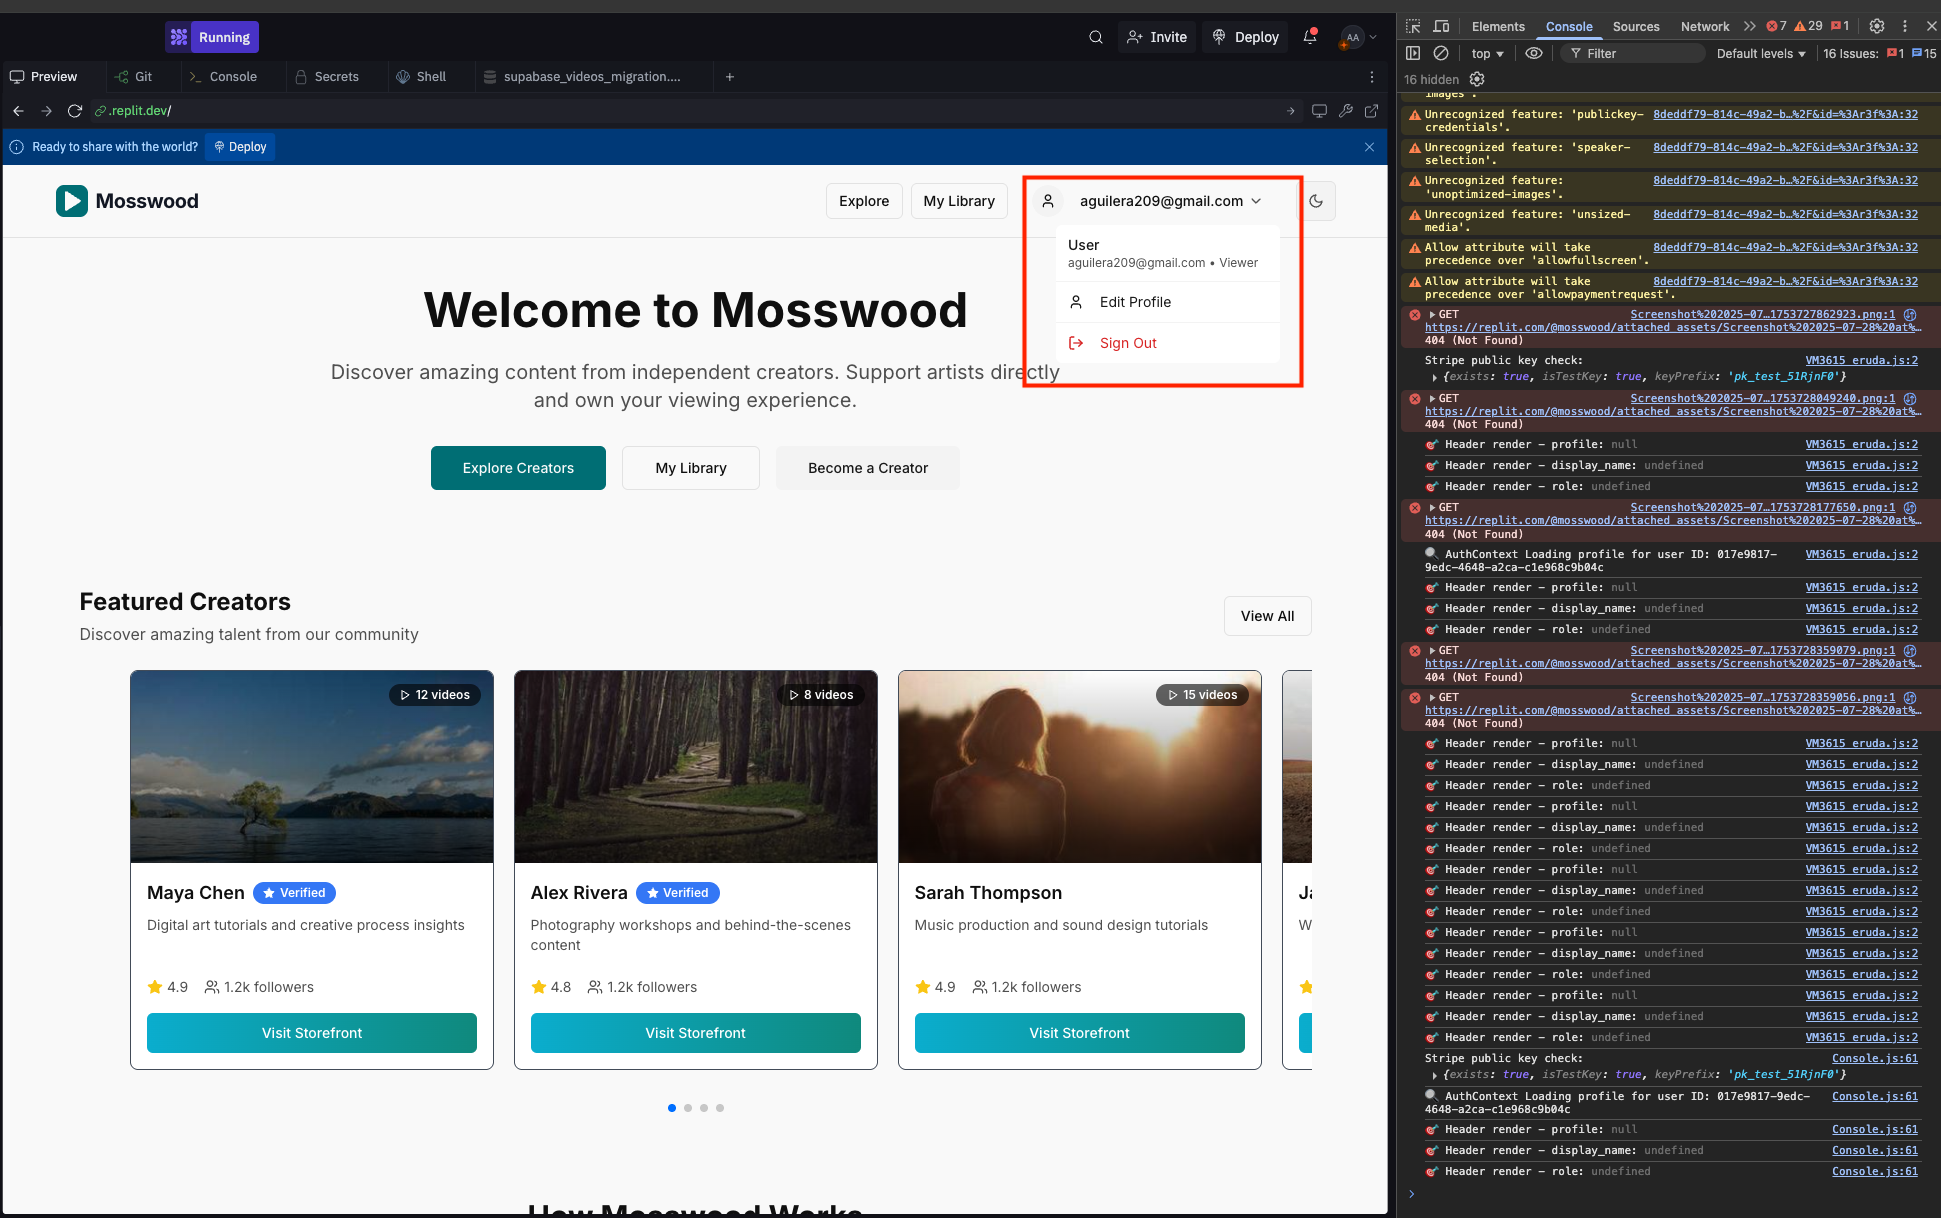 Running
Invite
Deploy
AA
Preview
Git
Console
Secrets
Shell
supabase_videos_migration....
.replit.dev/
Ready to share with the world?
Deploy
Mosswood
Explore
My Library
aguilera209@gmail.com
User
aguilera209@gmail.com • Viewer
Edit Profile
Sign Out
Welcome to Mosswood
Discover amazing content from independent creators. Support artists directly
and own your viewing experience.
Explore Creators
My Library
Become a Creator
Featured Creators
Discover amazing talent from our community
View All
12 videos
Maya Chen
Verified
Digital art tutorials and creative process insights
4.9
1.2k followers
Visit Storefront
8 videos
Alex Rivera
Verified
Photography workshops and behind-the-scenes
content
4.8
1.2k followers
Visit Storefront
15 videos
Sarah Thompson
Music production and sound design tutorials
4.9
1.2k followers
Visit Storefront
W
How Mosswood Works
Elements
Console
Sources
Network
7
29
1
top
Filter
Default levels
16 Issues:
1
15
16 hidden
images'.
Unrecognized feature: 'publickey- 8deddf79-814c-49a2-b…%2F&id=%3Ar3f%3A:32
credentials'.
Unrecognized feature: 'speaker- 8deddf79-814c-49a2-b…%2F&id=%3Ar3f%3A:32
selection'.
Unrecognized feature: 8deddf79-814c-49a2-b…%2F&id=%3Ar3f%3A:32
'unoptimized-images'.
Unrecognized feature: 'unsized- 8deddf79-814c-49a2-b…%2F&id=%3Ar3f%3A:32
media'.
Allow attribute will take 8deddf79-814c-49a2-b…%2F&id=%3Ar3f%3A:32
precedence over 'allowfullscreen'.
Allow attribute will take 8deddf79-814c-49a2-b…%2F&id=%3Ar3f%3A:32
precedence over 'allowpaymentrequest'.
GET Screenshot%202025-07…1753727862923.png:1
https://replit.com/@mosswood/attached_assets/Screenshot%202025-07-28%20at%…
404 (Not Found)
Stripe public key check: VM3615 eruda.js:2
{exists: true, isTestKey: true, keyPrefix: 'pk_test_51RjnF0'}
GET Screenshot%202025-07…1753728049240.png:1
https://replit.com/@mosswood/attached_assets/Screenshot%202025-07-28%20at%…
404 (Not Found)
Header render - profile: null VM3615 eruda.js:2
Header render - display_name: undefined VM3615 eruda.js:2
Header render - role: undefined VM3615 eruda.js:2
GET Screenshot%202025-07…1753728177650.png:1
https://replit.com/@mosswood/attached_assets/Screenshot%202025-07-28%20at%…
404 (Not Found)
AuthContext Loading profile for user ID: 017e9817- VM3615 eruda.js:2
9edc-4648-a2ca-c1e968c9b04c
Header render - profile: null VM3615 eruda.js:2
Header render - display_name: undefined VM3615 eruda.js:2
Header render - role: undefined VM3615 eruda.js:2
GET Screenshot%202025-07…1753728359079.png:1
https://replit.com/@mosswood/attached_assets/Screenshot%202025-07-28%20at%…
404 (Not Found)
GET Screenshot%202025-07…1753728359056.png:1
https://replit.com/@mosswood/attached_assets/Screenshot%202025-07-28%20at%…
404 (Not Found)
Header render - profile: null VM3615 eruda.js:2
Header render - display_name: undefined VM3615 eruda.js:2
Header render - role: undefined VM3615 eruda.js:2
Header render - profile: null VM3615 eruda.js:2
Header render - display_name: undefined VM3615 eruda.js:2
Header render - role: undefined VM3615 eruda.js:2
Header render - profile: null VM3615 eruda.js:2
Header render - display_name: undefined VM3615 eruda.js:2
Header render - role: undefined VM3615 eruda.js:2
Header render - profile: null VM3615 eruda.js:2
Header render - display_name: undefined VM3615 eruda.js:2
Header render - role: undefined VM3615 eruda.js:2
Header render - profile: null VM3615 eruda.js:2
Header render - display_name: undefined VM3615 eruda.js:2
Header render - role: undefined VM3615 eruda.js:2
Stripe public key check: Console.js:61
{exists: true, isTestKey: true, keyPrefix: 'pk_test_51RjnF0'}
AuthContext Loading profile for user ID: 017e9817-9edc- Console.js:61
4648-a2ca-c1e968c9b04c
Header render - profile: null Console.js:61
Header render - display_name: undefined Console.js:61
Header render - role: undefined Console.js:61